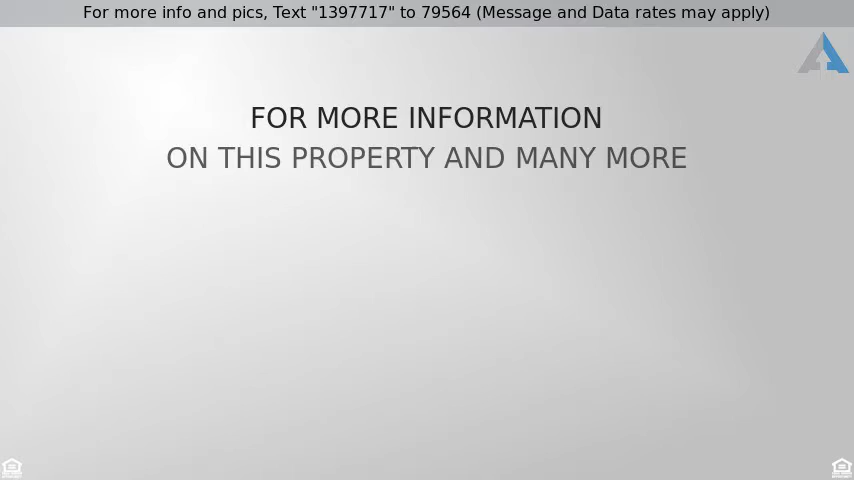 For more info and pics, Text "1397717" to 79564 (Message and Data rates may apply)
FOR MORE INFORMATION
ON THIS PROPERTY AND MANY MORE